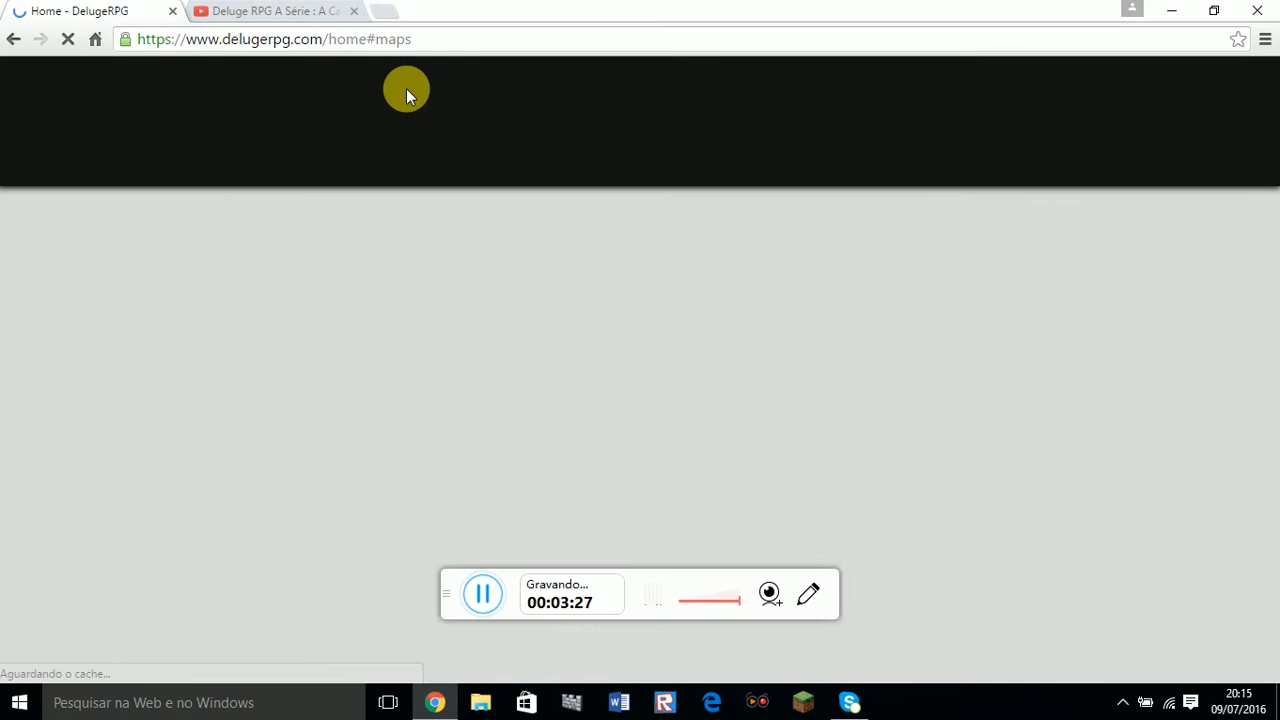 Home - DelugeRPG
Deluge RPG A Série : A Ca
https://www.delugerpg.com/home#maps
Gravando...
00:03:27
Aguardando o cache...
Pesquisar na Web e no Windows
20:15
09/07/2016